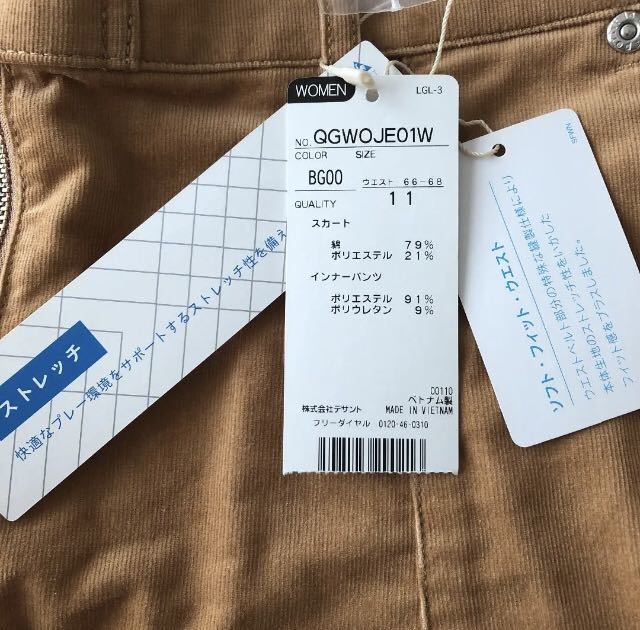 WOMEN
LGL-3
NO. QGWOJE01W
COLOR SIZE
BG00 ウエスト 66-68
QUALITY 11
スカート
綿 79%
ポリエステル 21%
インナーパンツ
ポリエステル 91%
ポリウレタン 9%
D0110
ベトナム製
株式会社デサント MADE IN VIETNAM
フリーダイヤル 0120-46-0310
ストレッチ
快適なプレー環境をサポートするストレッチ性を備え
SFWN
ソフト・フィット・ウエスト
ウエストベルト部分の特殊な縫製仕様により
本体生地のストレッチ性をいかした
フィット感をプラスしました。